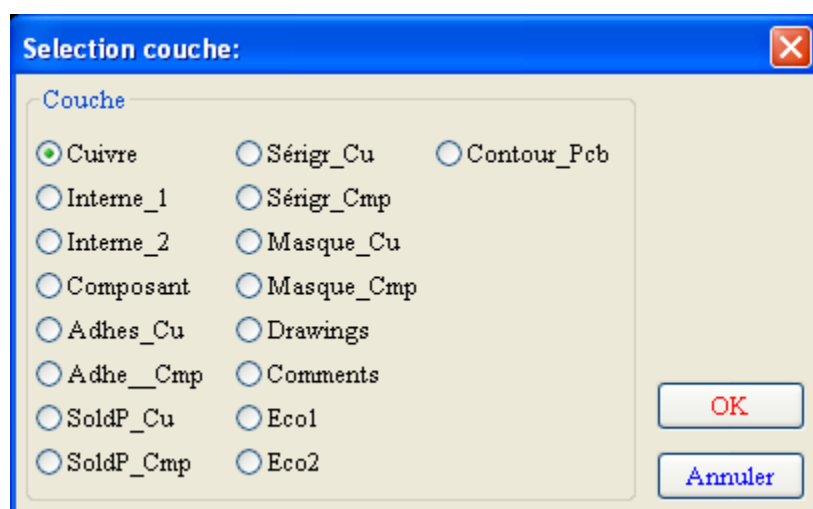 Selection couche:
Couche
Cuivre
Interne_1
Interne_2
Composant
Adhes_Cu
Adhe__Cmp
SoldP_Cu
SoldP_Cmp
Sérigr_Cu
Sérigr_Cmp
Masque_Cu
Masque_Cmp
Drawings
Comments
Eco1
Eco2
Contour_Pcb
OK
Annuler